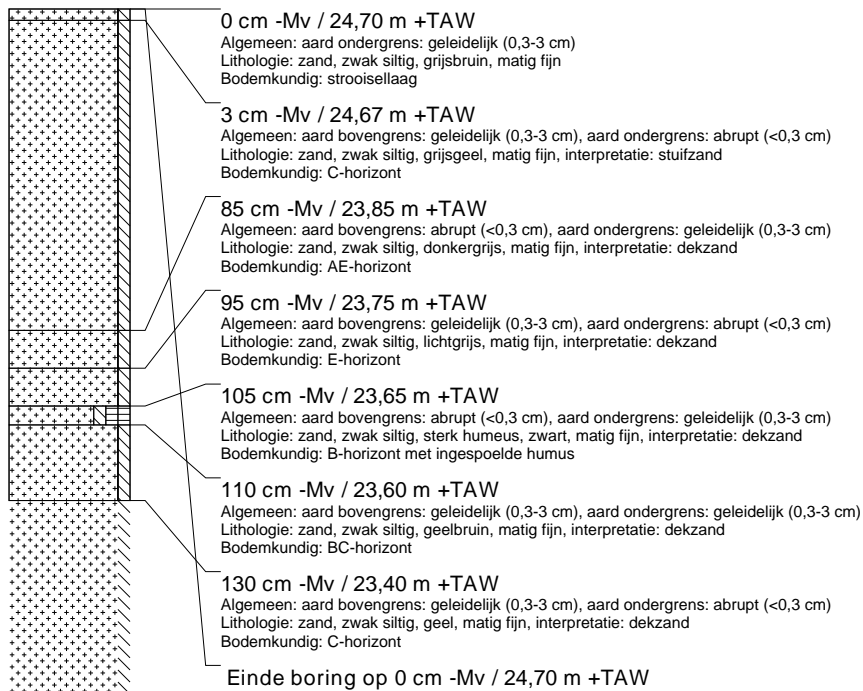 0 cm -Mv / 24,70 m +TAW
Algemeen: aard ondergrens: geleidelijk (0,3-3 cm)
Lithologie: zand, zwak siltig, grijsbruin, matig fijn
Bodemkundig: strooisellaag
3 cm -Mv / 24,67 m +TAW
Algemeen: aard bovengrens: geleidelijk (0,3-3 cm), aard ondergrens: abrupt (<0,3 cm)
Lithologie: zand, zwak siltig, grijsgeel, matig fijn, interpretatie: stuifzand
Bodemkundig: C-horizont
85 cm -Mv / 23,85 m +TAW
Algemeen: aard bovengrens: abrupt (<0,3 cm), aard ondergrens: geleidelijk (0,3-3 cm)
Lithologie: zand, zwak siltig, donkergrijs, matig fijn, interpretatie: dekzand
Bodemkundig: AE-horizont
95 cm -Mv / 23,75 m +TAW
Algemeen: aard bovengrens: geleidelijk (0,3-3 cm), aard ondergrens: abrupt (<0,3 cm)
Lithologie: zand, zwak siltig, lichtgrijs, matig fijn, interpretatie: dekzand
Bodemkundig: E-horizont
105 cm -Mv / 23,65 m +TAW
Algemeen: aard bovengrens: abrupt (<0,3 cm), aard ondergrens: geleidelijk (0,3-3 cm)
Lithologie: zand, zwak siltig, sterk humeus, zwart, matig fijn, interpretatie: dekzand
Bodemkundig: B-horizont met ingespoelde humus
110 cm -Mv / 23,60 m +TAW
Algemeen: aard bovengrens: geleidelijk (0,3-3 cm), aard ondergrens: geleidelijk (0,3-3 cm)
Lithologie: zand, zwak siltig, geelbruin, matig fijn, interpretatie: dekzand
Bodemkundig: BC-horizont
130 cm -Mv / 23,40 m +TAW
Algemeen: aard bovengrens: geleidelijk (0,3-3 cm), aard ondergrens: abrupt (<0,3 cm)
Lithologie: zand, zwak siltig, geel, matig fijn, interpretatie: dekzand
Bodemkundig: C-horizont
Einde boring op 0 cm -Mv / 24,70 m +TAW